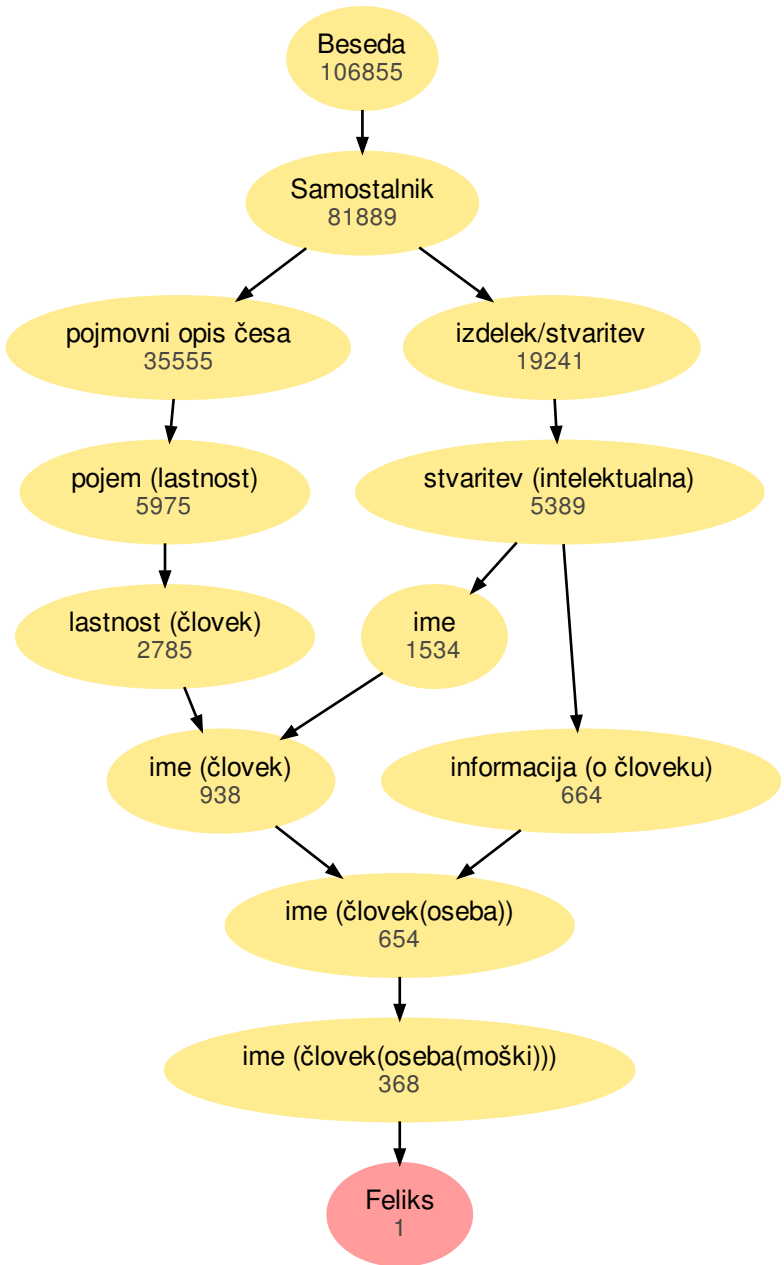 Beseda
106855
Samostalnik
81889
pojmovni opis česa
35555
izdelek/stvaritev
19241
pojem (lastnost)
5975
stvaritev (intelektualna)
5389
lastnost (človek)
2785
ime
1534
ime (človek)
938
informacija (o človeku)
664
ime (človek(oseba))
654
ime (človek(oseba(moški)))
368
Feliks
1